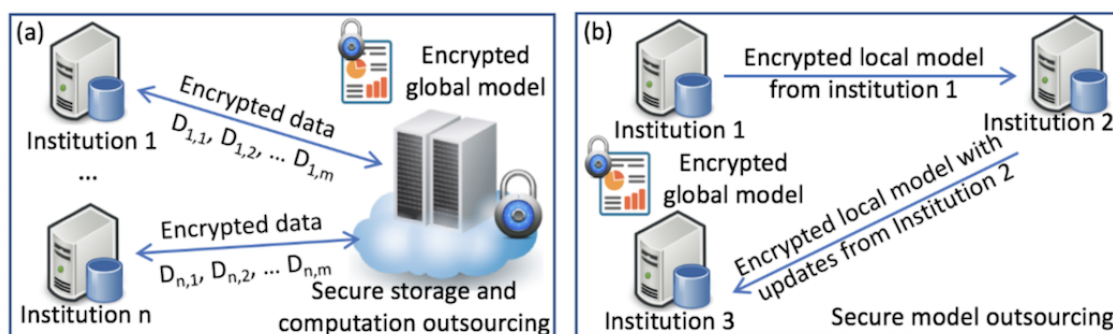 (a)
Encrypted
global model
Institution 1
Encrypted data
D1,1, D1,2, ... D1,m
...
Encrypted data
Dn,1, Dn,2, ... Dn,m
Institution n
Secure storage and
computation outsourcing
(b)
Encrypted local model
from institution 1
Institution 1
Institution 2
Encrypted
global model
Encrypted local model with
updates from Institution 2
Institution 3
Secure model outsourcing